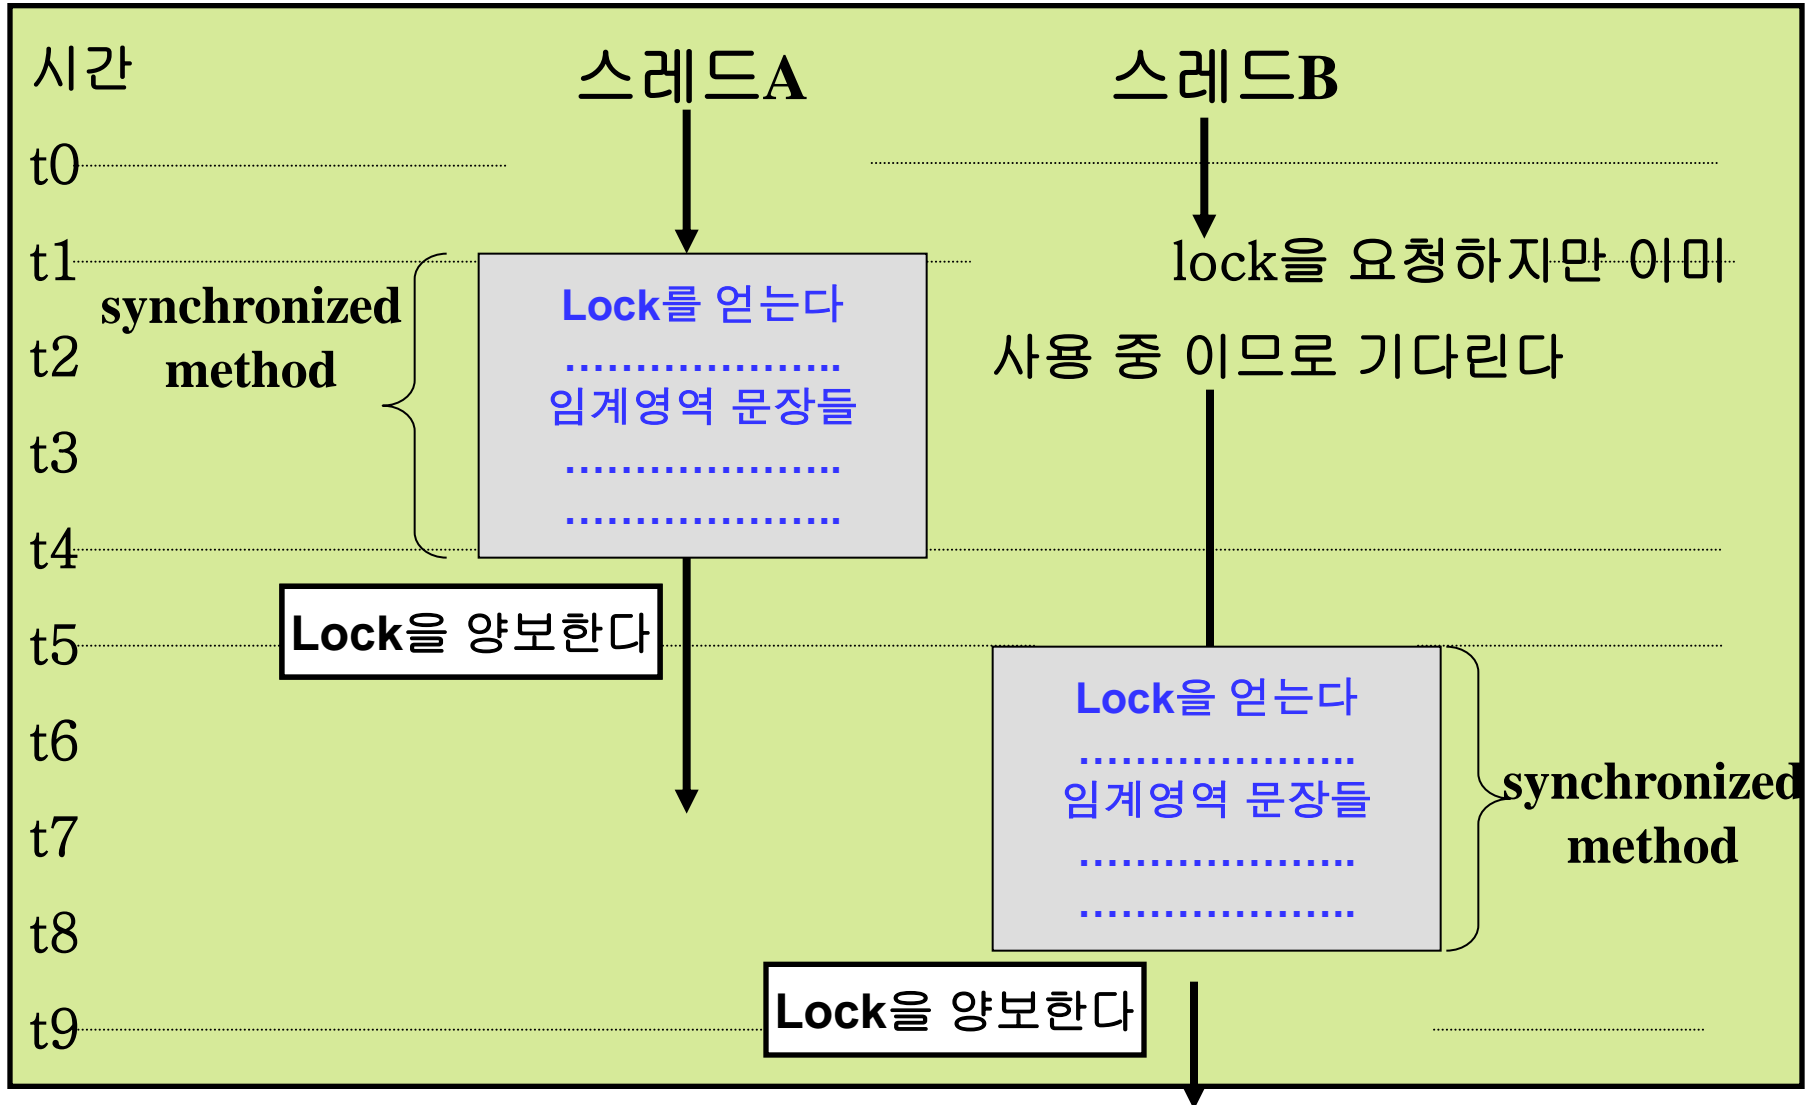 시간 스레드A 스레드B
t0
t1
lock을 요청하지만 이미
synchronized
method
Lock를 얻는다
....................
임계영역 문장들
....................
....................
t2
사용 중 이므로 기다린다
t3
t4
Lock을 양보한다
t5
Lock을 얻는다
....................
임계영역 문장들
....................
....................
t6
synchronized
method
t7
t8
Lock을 양보한다
t9